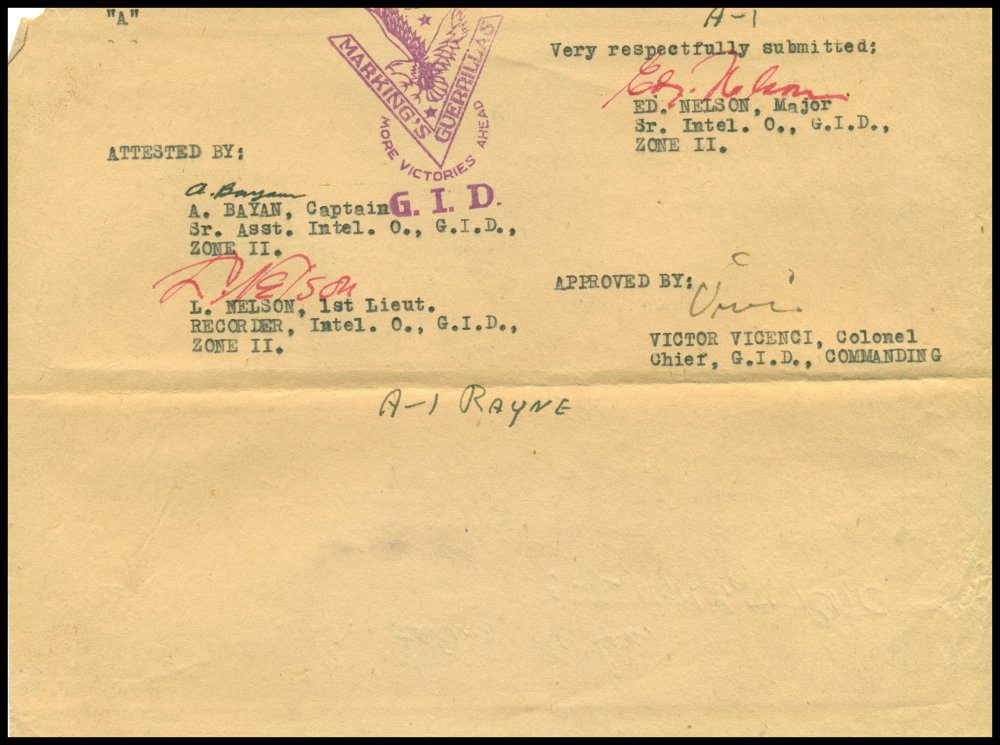 "A"
A-1
Very respectfully submitted;
MARKING'S GUERRILLAS
MORE VICTORIES AHEAD
G. I. D.
Ed. Nelson
ED. NELSON, Major
Sr. Intel. O., G.I.D.,
ZONE II.
ATTESTED BY;
A. Bayan
A. BAYAN, Captain
Sr. Asst. Intel. O., G.I.D.,
ZONE II.
L. Nelson
L. NELSON, 1st Lieut.
RECORDER, Intel. O., G.I.D.,
ZONE II.
APPROVED BY;
VICTOR VICENCI, Colonel
Chief, G.I.D., COMMANDING
A-1 RAYNE